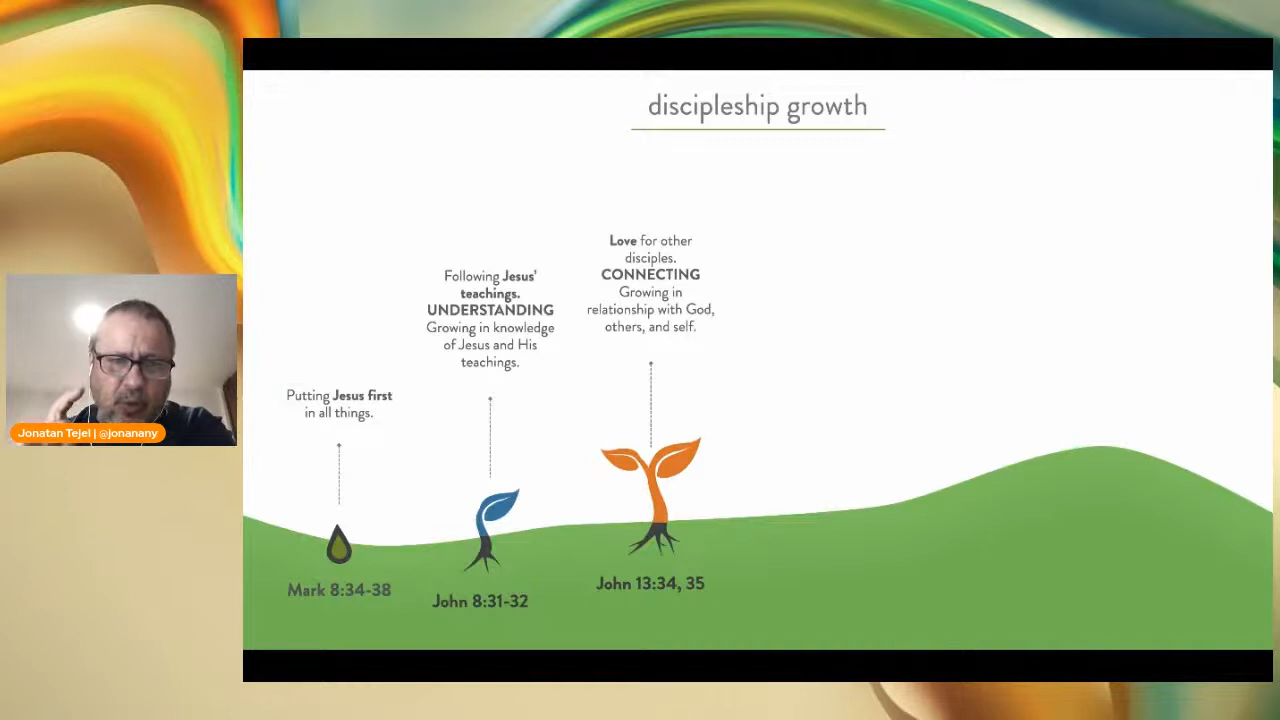 discipleship growth
Love for other
disciples.
CONNECTING
Growing in
relationship with God,
others, and self.
Following Jesus'
teachings.
UNDERSTANDING
Growing in knowledge
of Jesus and His
teachings.
Putting Jesus first
in all things.
Jonatan Tejel | @jonanany
Mark 8:34-38
John 8:31-32
John 13:34, 35